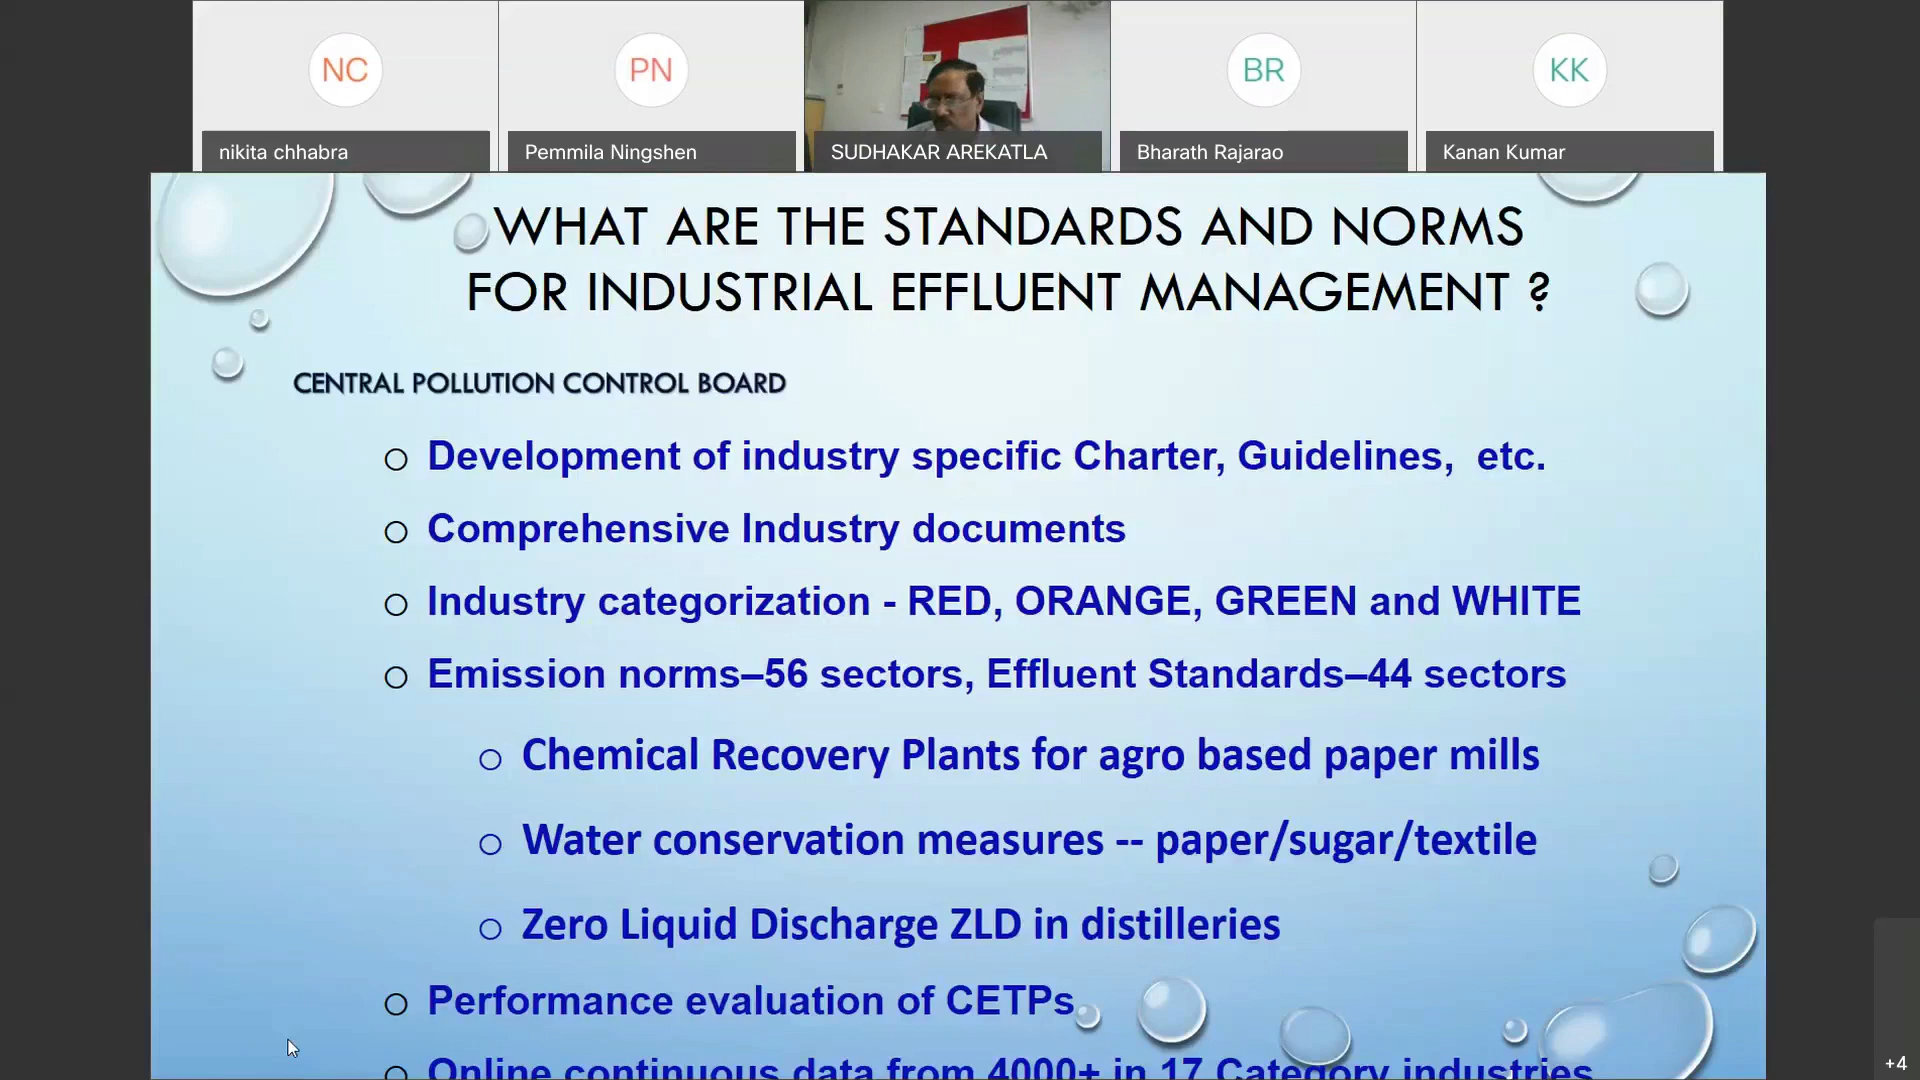 NC
PN
BR
KK
nikita chhabra
Pemmila Ningshen
SUDHAKAR AREKATLA
Bharath Rajarao
Kanan Kumar
WHAT ARE THE STANDARDS AND NORMS
FOR INDUSTRIAL EFFLUENT MANAGEMENT ?
CENTRAL POLLUTION CONTROL BOARD
Development of industry specific Charter, Guidelines, etc.
Comprehensive Industry documents
Industry categorization - RED, ORANGE, GREEN and WHITE
Emission norms–56 sectors, Effluent Standards–44 sectors
Chemical Recovery Plants for agro based paper mills
Water conservation measures -- paper/sugar/textile
Zero Liquid Discharge ZLD in distilleries
Performance evaluation of CETPs
Online continuous data from 4000+ in 17 Category industries
+4